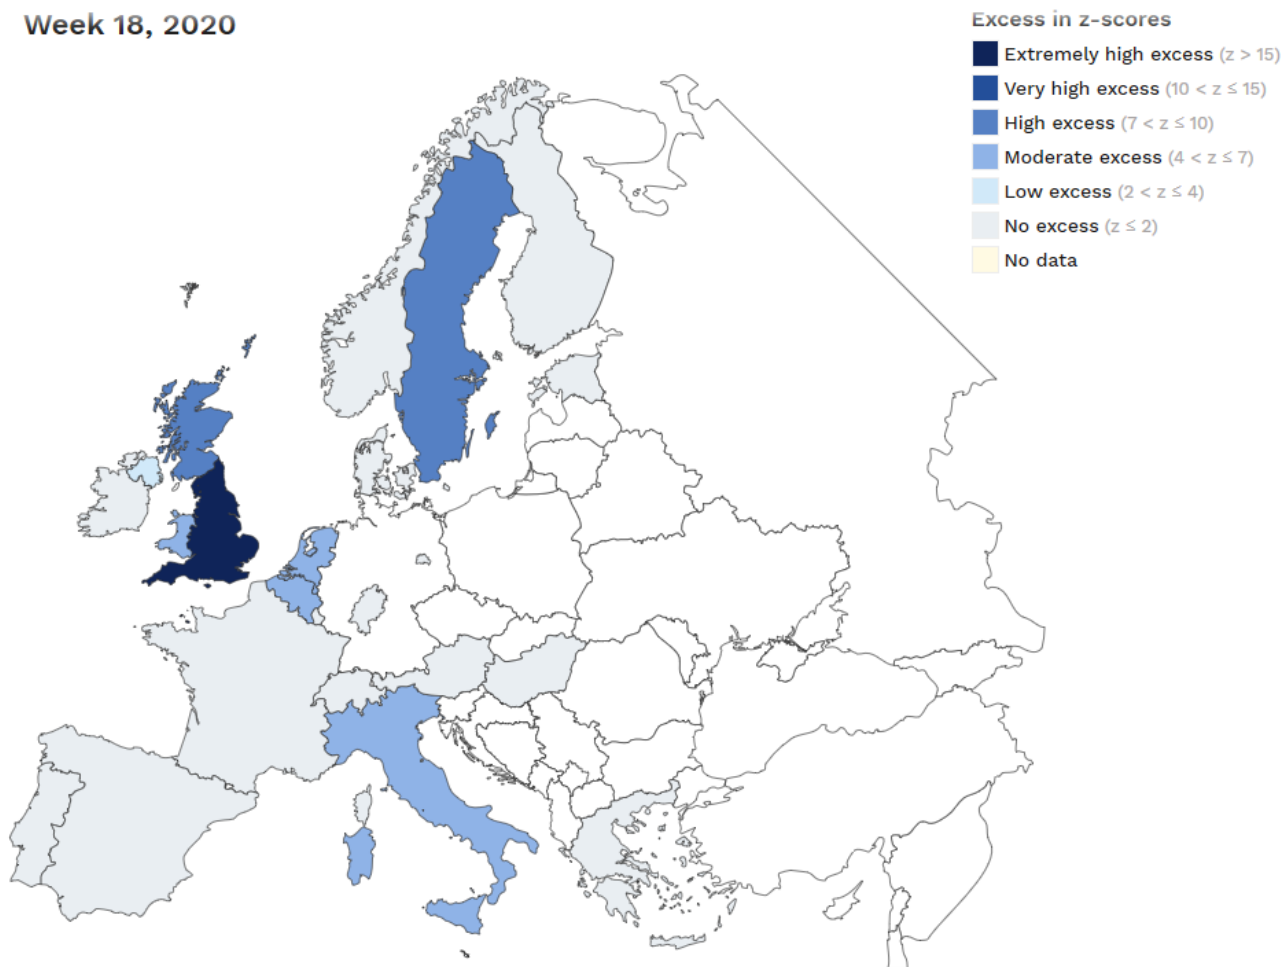 Week 18, 2020
Excess in z-scores
Extremely high excess (z > 15)
Very high excess (10 < z ≤ 15)
High excess (7 < z ≤ 10)
Moderate excess (4 < z ≤ 7)
Low excess (2 < z ≤ 4)
No excess (z ≤ 2)
No data